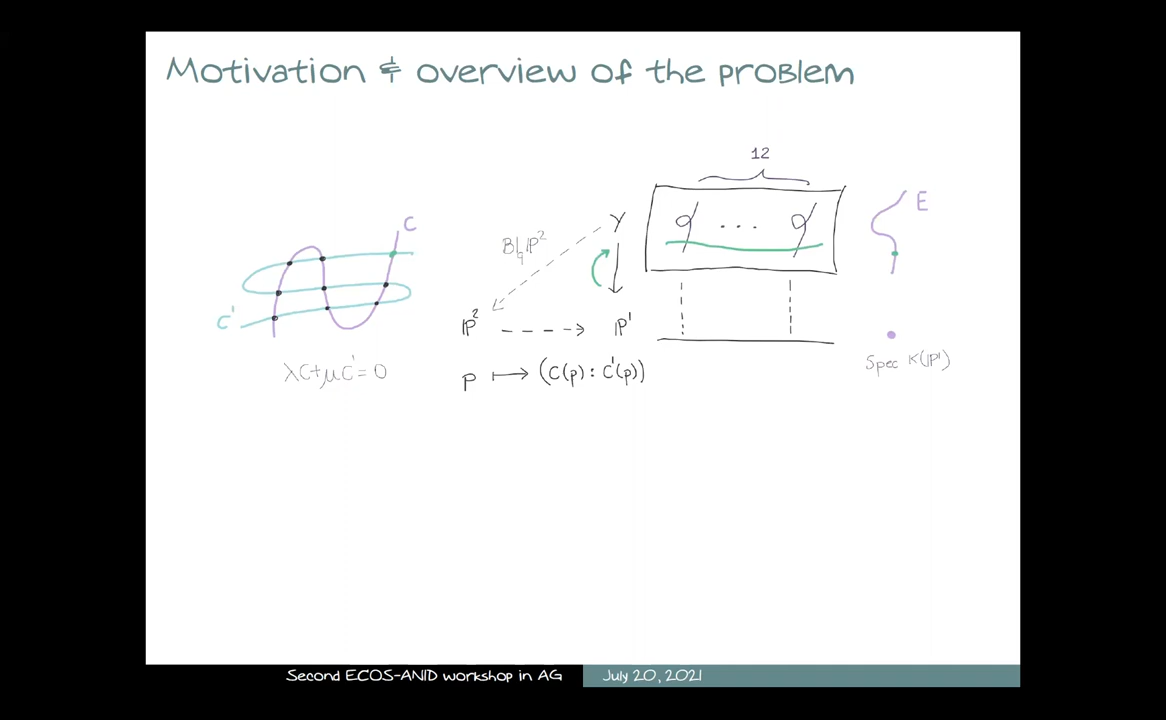 Motivation & overview of the problem
12
C
C'
λC+μC'=0
Y
Bl₉ℙ²
ℙ² ⇢ ℙ¹
p ⟼ (C(p) : C'(p))
...
E
Spec K(ℙ¹)
Second ECOS-ANID workshop in AG
July 20, 2021